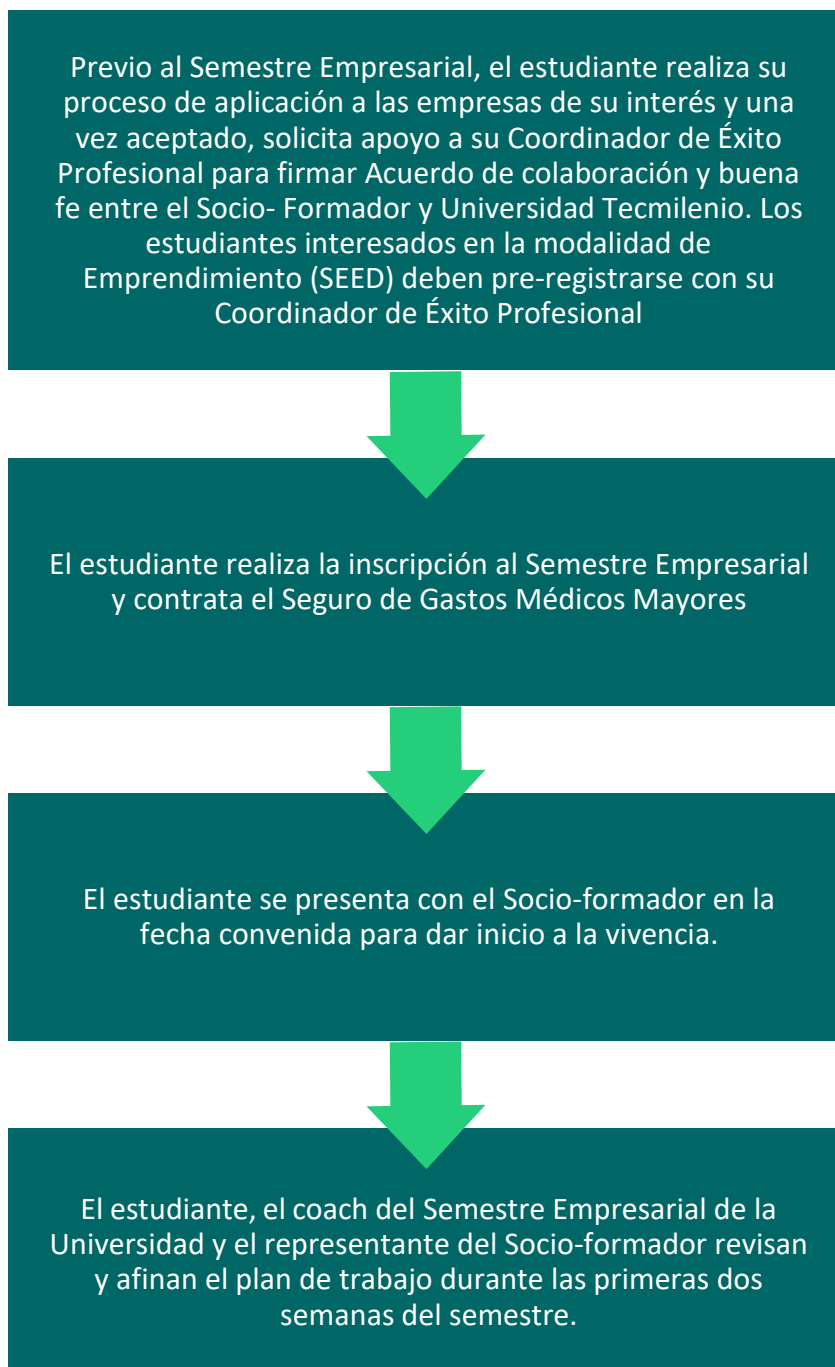 Previo al Semestre Empresarial, el estudiante realiza su
proceso de aplicación a las empresas de su interés y una
vez aceptado, solicita apoyo a su Coordinador de Éxito
Profesional para firmar Acuerdo de colaboración y buena
fe entre el Socio- Formador y Universidad Tecmilenio. Los
estudiantes interesados en la modalidad de
Emprendimiento (SEED) deben pre-registrarse con su
Coordinador de Éxito Profesional
El estudiante realiza la inscripción al Semestre Empresarial
y contrata el Seguro de Gastos Médicos Mayores
El estudiante se presenta con el Socio-formador en la
fecha convenida para dar inicio a la vivencia.
El estudiante, el coach del Semestre Empresarial de la
Universidad y el representante del Socio-formador revisan
y afinan el plan de trabajo durante las primeras dos
semanas del semestre.